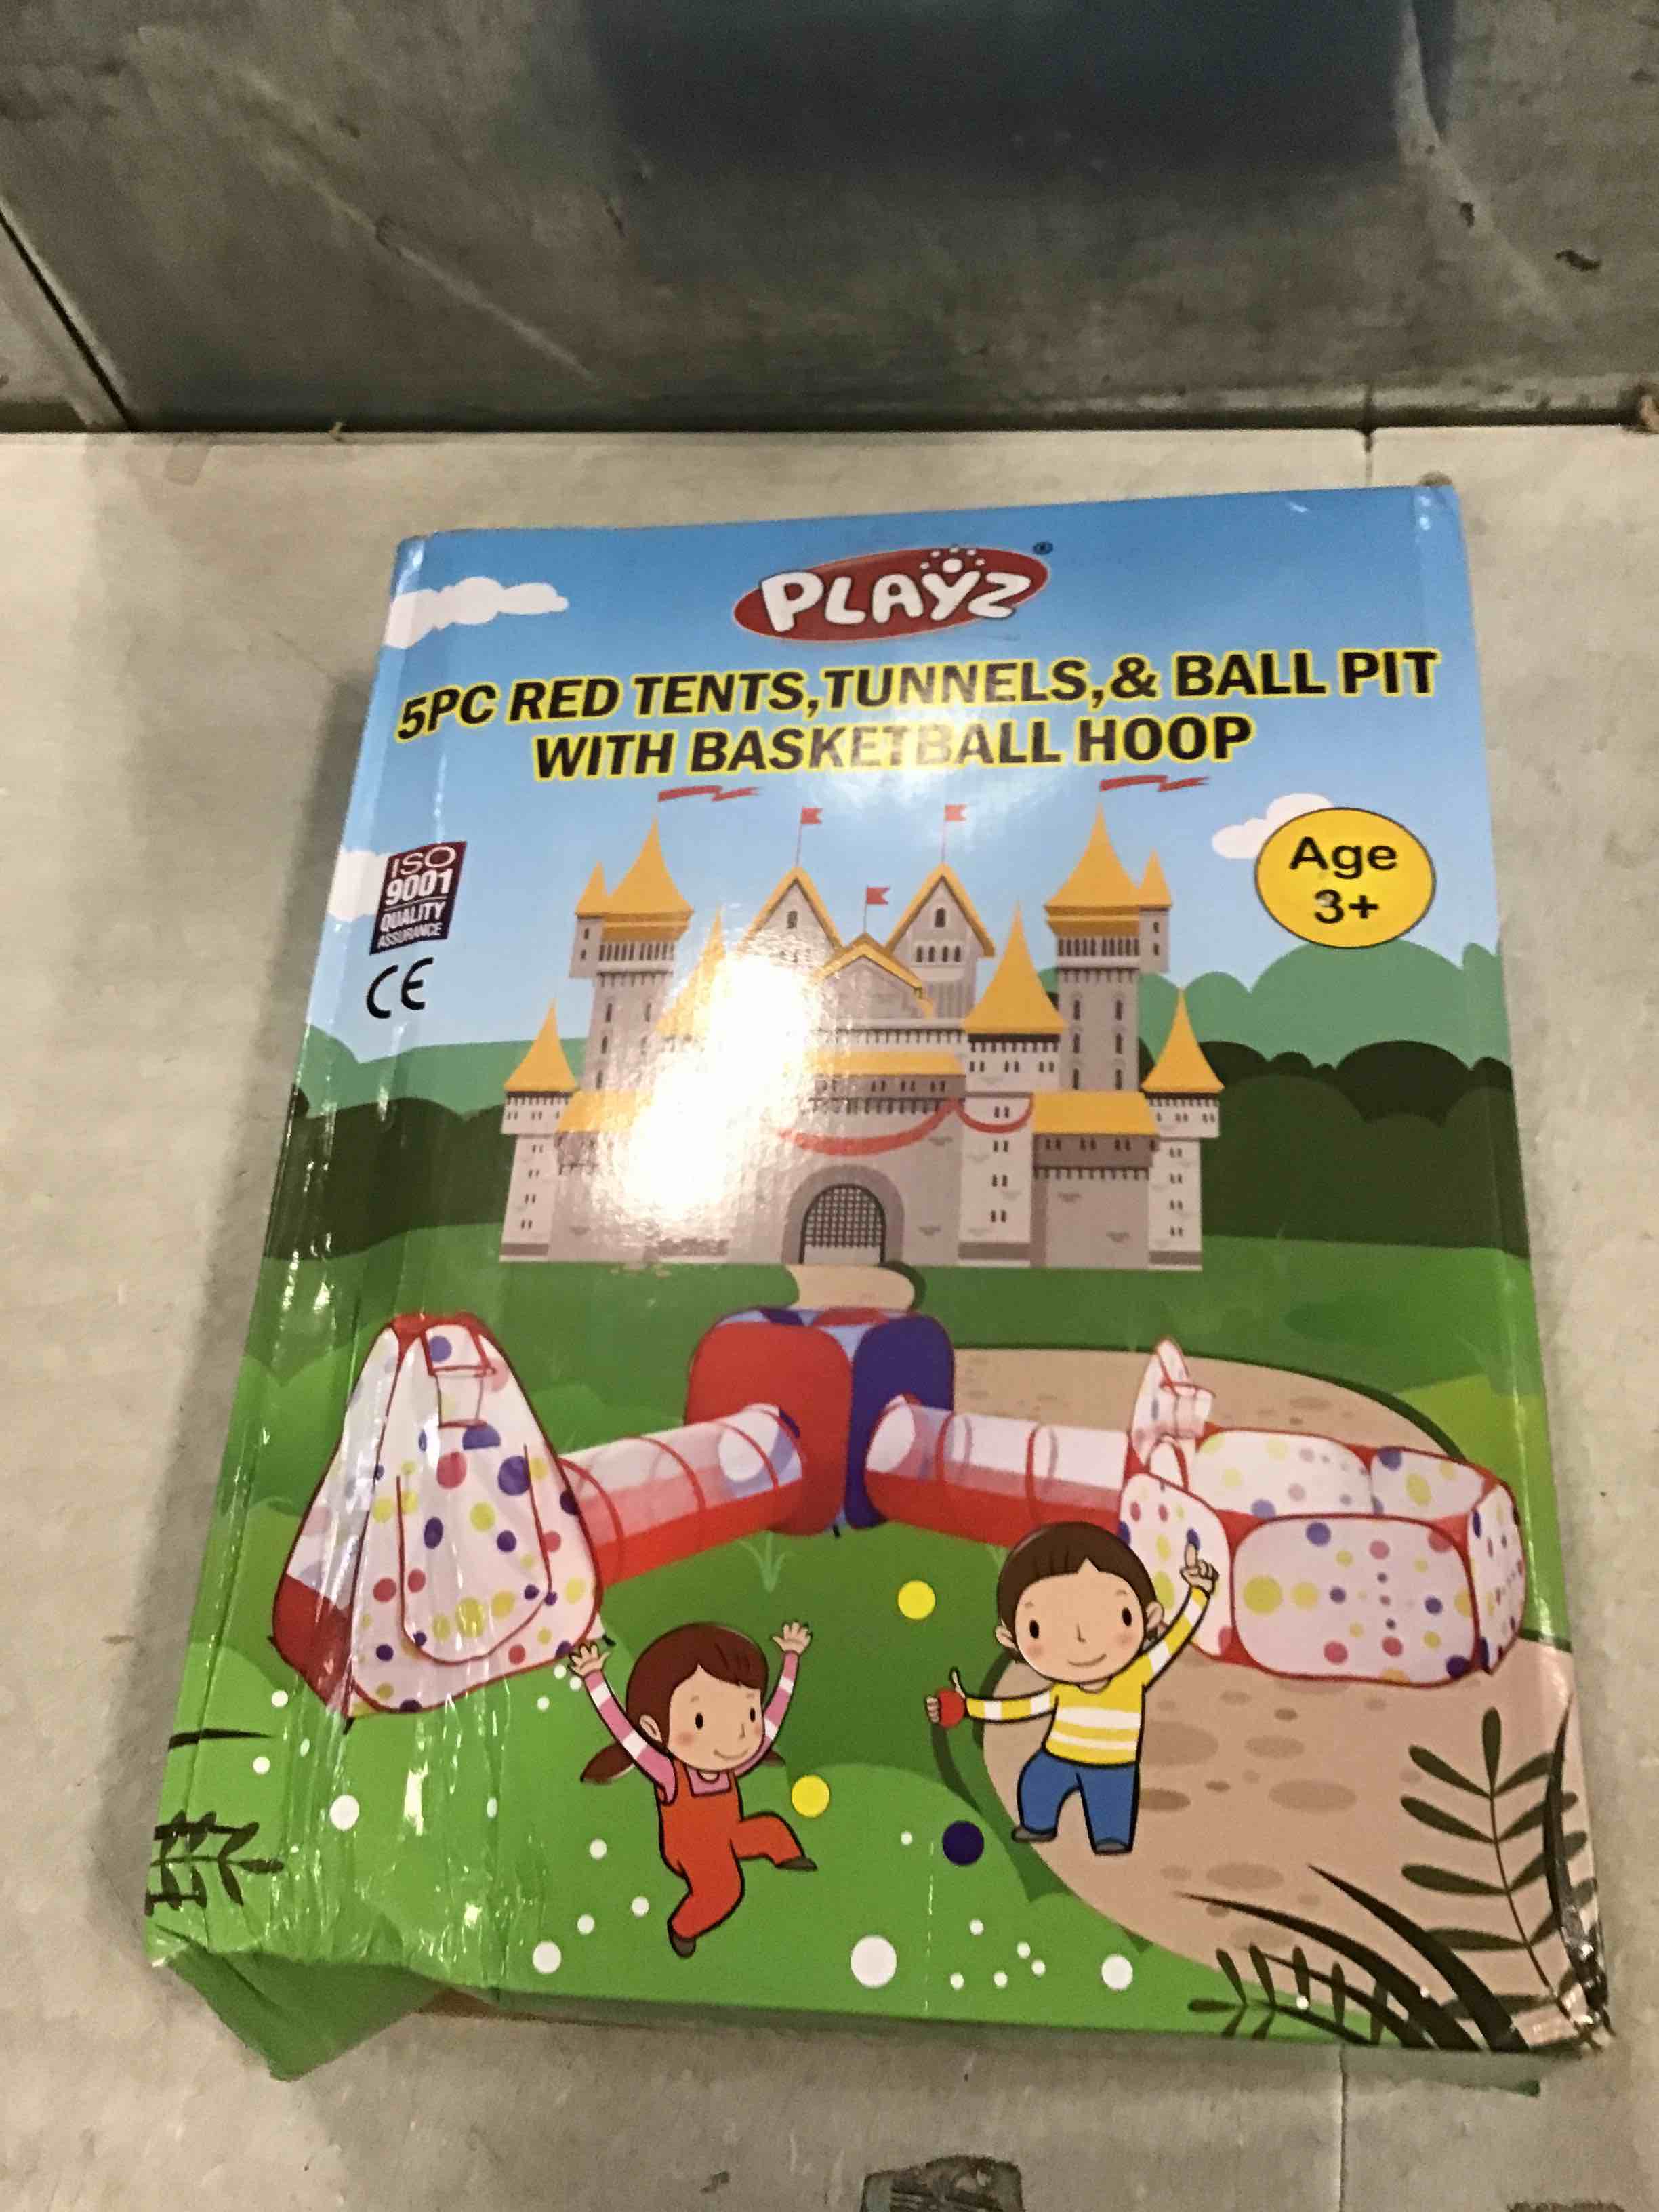 PLAYZ®
5PC RED TENTS,TUNNELS,& BALL PIT
WITH BASKETBALL HOOP
ISO
9001
QUALITY
ASSURANCE
CE
Age
3+